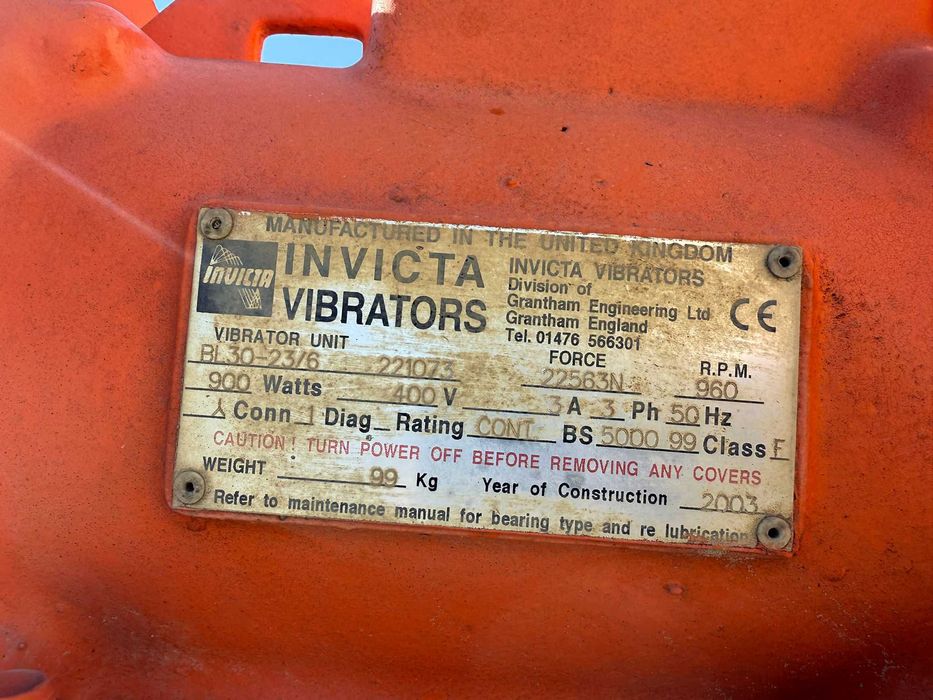 MANUFACTURED IN THE UNITED KINGDOM
INVICTA
INVICTA
VIBRATORS
INVICTA VIBRATORS
Division of
Grantham Engineering Ltd
Grantham England
Tel. 01476 566301
CE
VIBRATOR UNIT FORCE R.P.M.
BL30-23/6 221073 22563N 960
900 Watts 400 V 3 A 3 Ph 50 Hz
⅄ Conn 1 Diag Rating CONT BS 5000 99 Class F
CAUTION! TURN POWER OFF BEFORE REMOVING ANY COVERS
WEIGHT 99 Kg Year of Construction 2003
Refer to maintenance manual for bearing type and re lubrication